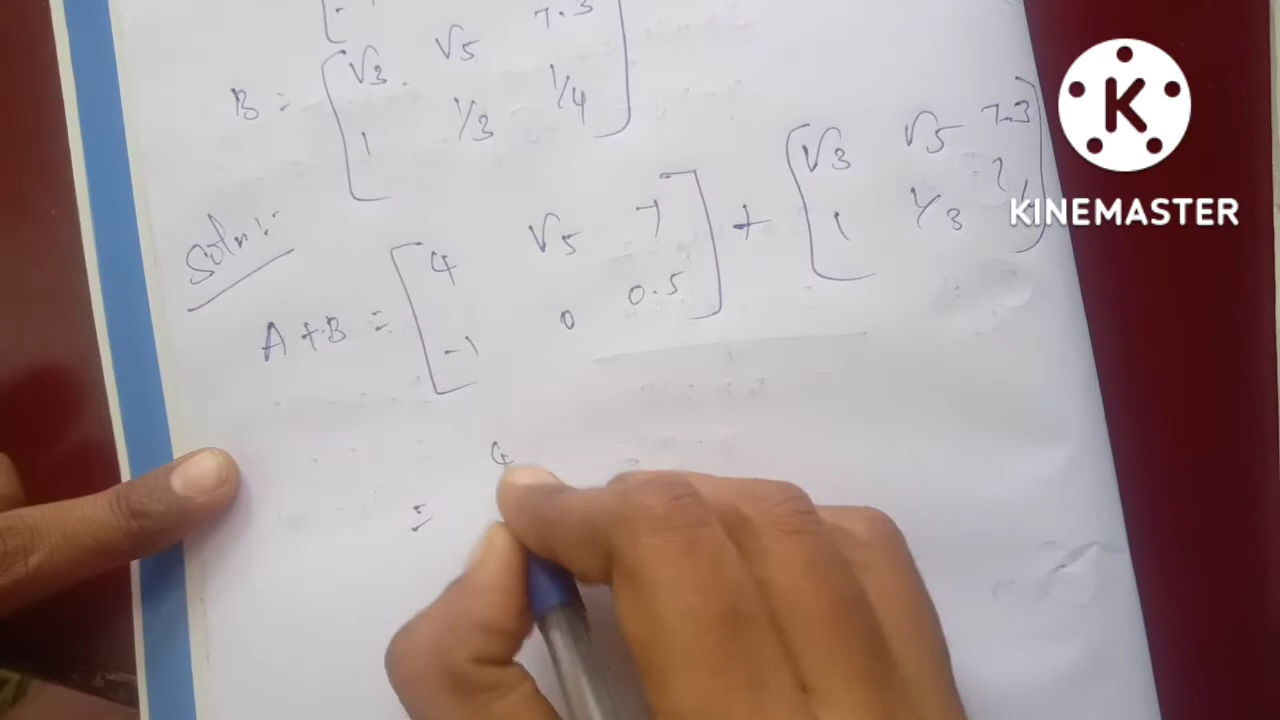 7.3
B = [√3 √5
1 1/3 1/4]
KINEMASTER
Soln:-
A+B = [4 √5 7] + [√3 √5 7.3]
-1 0 0.5 1 1/3
= 4